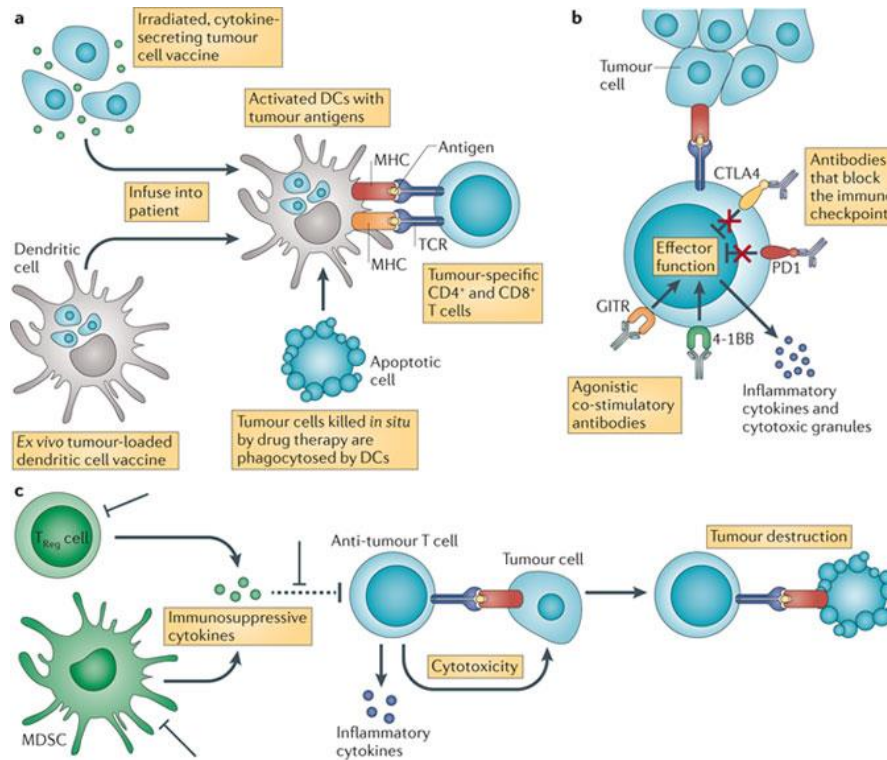 a
Irradiated, cytokine-
secreting tumour
cell vaccine
Activated DCs with
tumour antigens
Antigen
MHC
Infuse into
patient
Dendritic
cell
TCR
MHC
Tumour-specific
CD4⁺ and CD8⁺
T cells
Apoptotic
cell
Ex vivo tumour-loaded
dendritic cell vaccine
Tumour cells killed in situ
by drug therapy are
phagocytosed by DCs
b
Tumour
cell
CTLA4
Antibodies
that block
the immune
checkpoint
Effector
function
PD1
GITR
4-1BB
Agonistic
co-stimulatory
antibodies
Inflammatory
cytokines and
cytotoxic granules
c
TReg cell
Immunosuppressive
cytokines
MDSC
Anti-tumour T cell
Tumour cell
Cytotoxicity
Inflammatory
cytokines
Tumour destruction